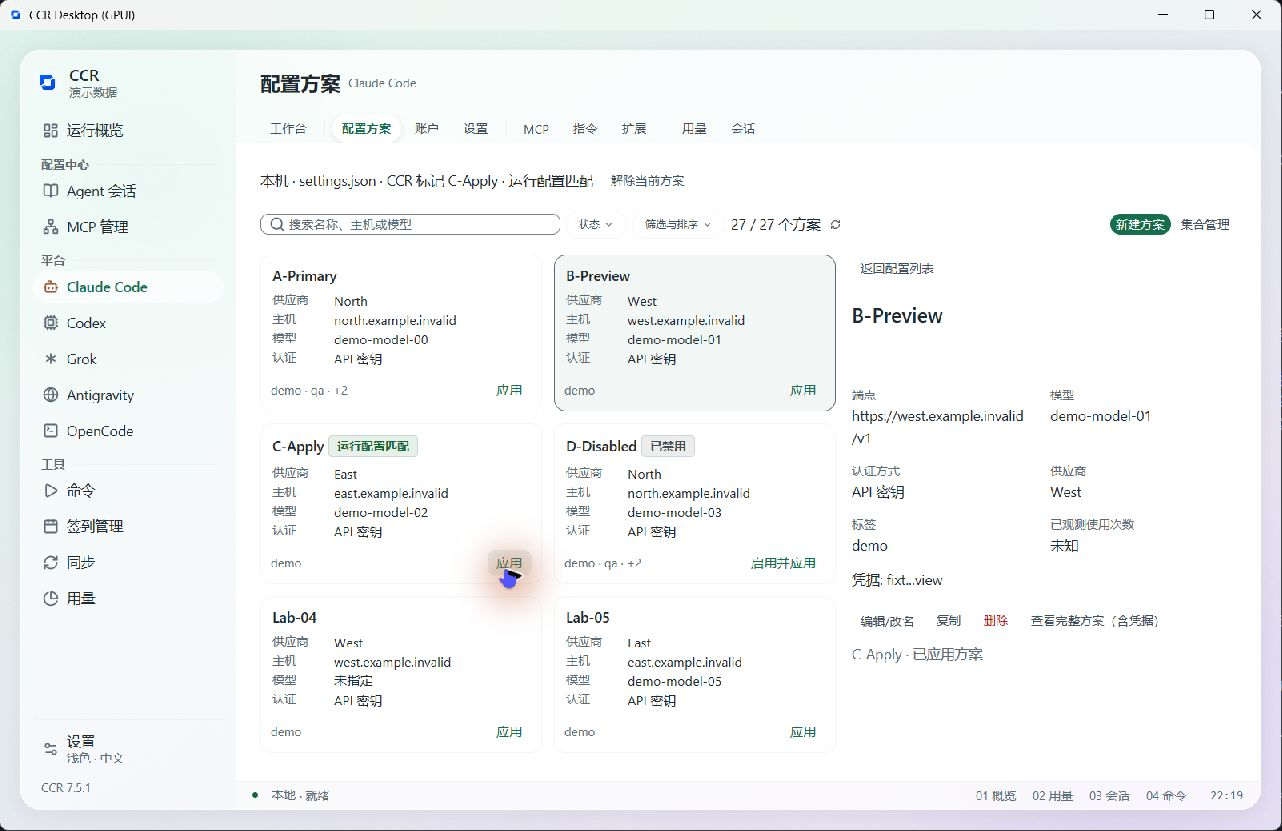 CCR Desktop (GPUI)
CCR
演示数据
运行概览
配置中心
Agent 会话
MCP 管理
平台
Claude Code
Codex
Grok
Antigravity
OpenCode
工具
命令
签到管理
同步
用量
设置
浅色 · 中文
CCR 7.5.1
配置方案 Claude Code
工作台 配置方案 账户 设置 MCP 指令 扩展 用量 会话
本机 · settings.json · CCR 标记 C-Apply · 运行配置匹配 解除当前方案
搜索名称、主机或模型 状态 筛选与排序 27 / 27 个方案 新建方案 集合管理
A-Primary
供应商 North
主机 north.example.invalid
模型 demo-model-00
认证 API 密钥
demo · qa · +2 应用
B-Preview
供应商 West
主机 west.example.invalid
模型 demo-model-01
认证 API 密钥
demo 应用
C-Apply 运行配置匹配
供应商 East
主机 east.example.invalid
模型 demo-model-02
认证 API 密钥
demo 应用
D-Disabled 已禁用
供应商 North
主机 north.example.invalid
模型 demo-model-03
认证 API 密钥
demo · qa · +2 启用并应用
Lab-04
供应商 West
主机 west.example.invalid
模型 未指定
认证 API 密钥
demo 应用
Lab-05
供应商 East
主机 east.example.invalid
模型 demo-model-05
认证 API 密钥
demo 应用
返回配置列表
B-Preview
端点 模型
https://west.example.invalid demo-model-01
/v1
认证方式 供应商
API 密钥 West
标签 已观测使用次数
demo 未知
凭据: fixt...view
编辑/改名 复制 删除 查看完整方案（含凭据）
C-Apply · 已应用方案
本地 · 就绪 01 概览 02 用量 03 会话 04 命令 22:19